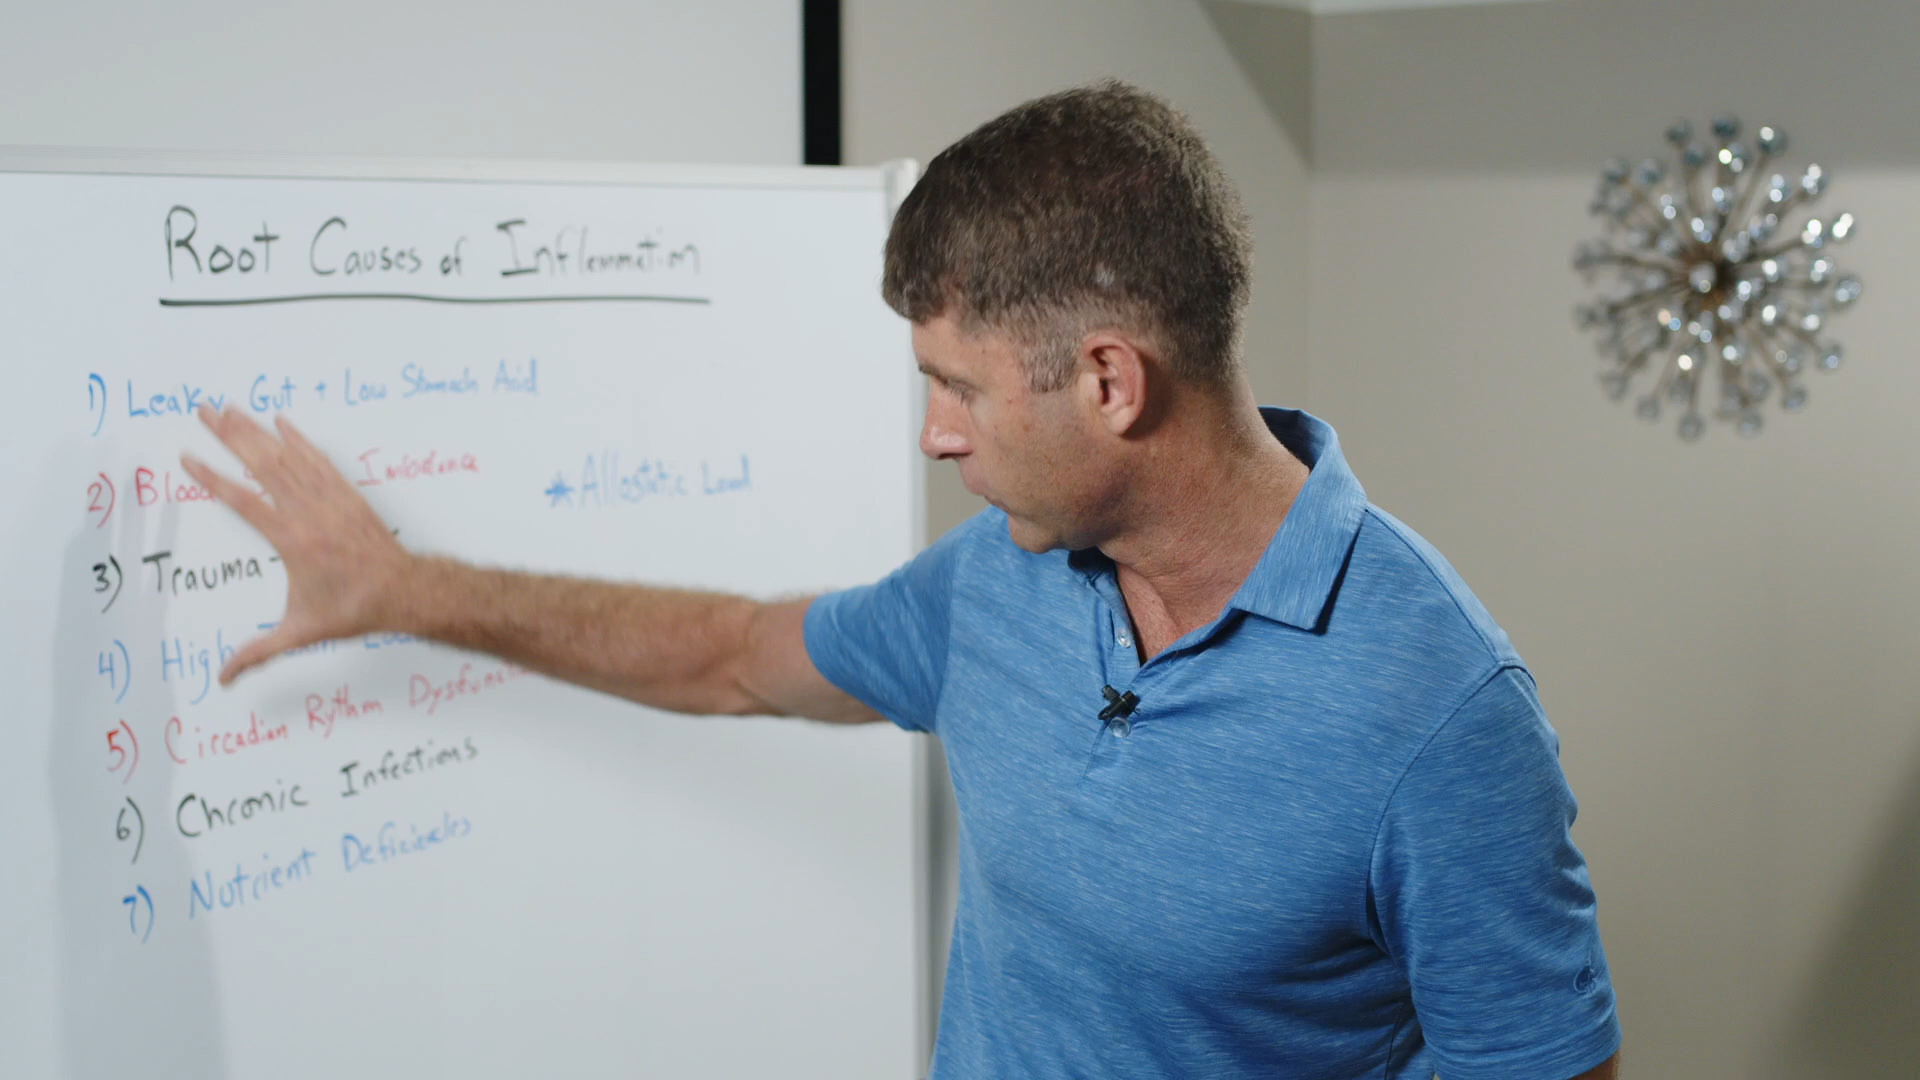 Root Causes of Inflammation
1) Leaky Gut + Low Stomach Acid
2) Blood Imbalance
* Allostatic Load
3) Trauma -
4) High Toxin Load
5) Circadian Rythm Dysfunction
6) Chronic Infections
7) Nutrient Deficiencies